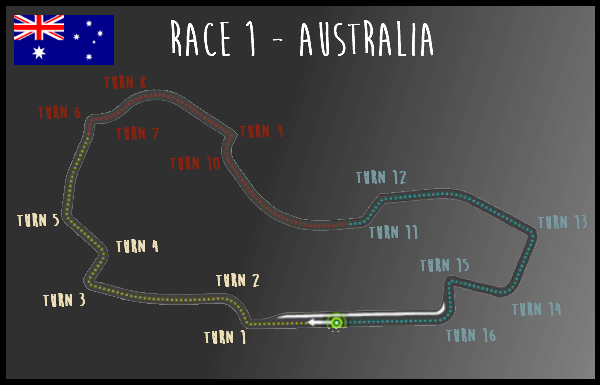 RACE 1 - AUSTRALIA
TURN 8
TURN 6
TURN 7
TURN 9
TURN 10
TURN 12
TURN 5
TURN 13
TURN 11
TURN 4
TURN 15
TURN 2
TURN 3
TURN 14
TURN 1
TURN 16